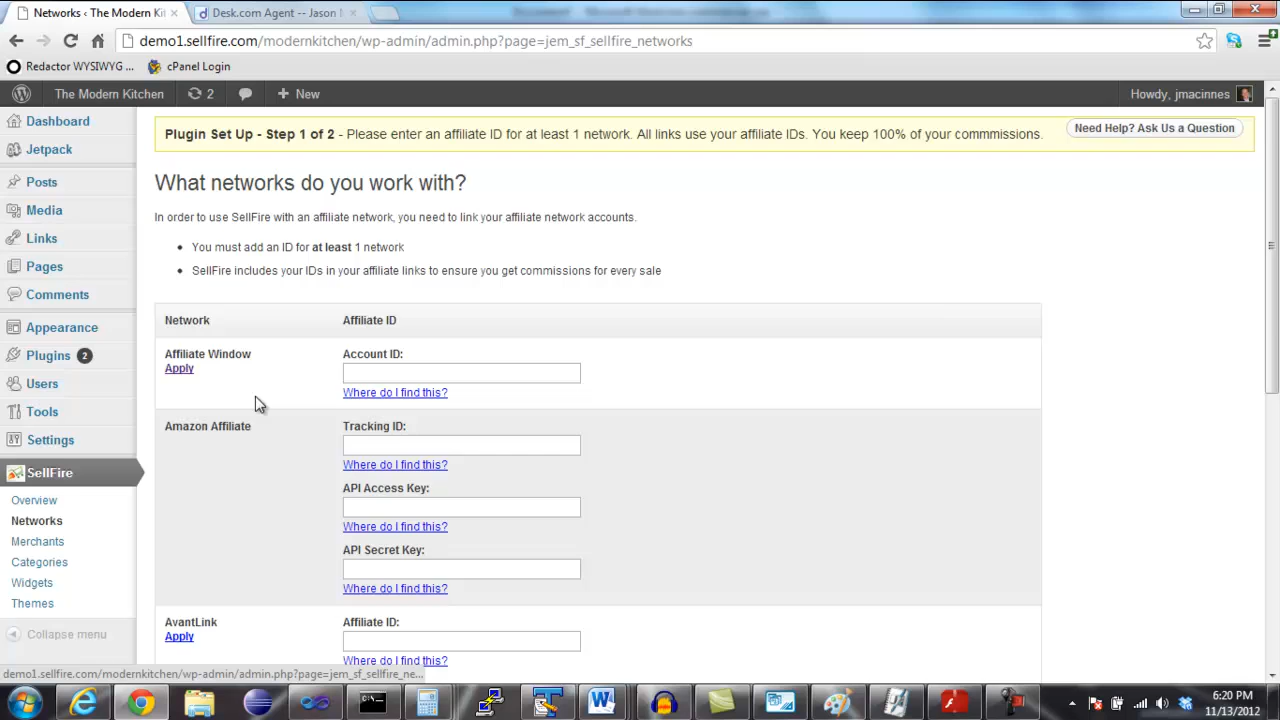 Networks < The Modern Kit
Desk.com Agent -- Jason M
demo1.sellfire.com/modernkitchen/wp-admin/admin.php?page=jem_sf_sellfire_networks
Redactor WYSIWYG ...
cPanel Login
The Modern Kitchen
2
New
Howdy, jmacinnes
Dashboard
Jetpack
Posts
Media
Links
Pages
Comments
Appearance
Plugins 2
Users
Tools
Settings
SellFire
Overview
Networks
Merchants
Categories
Widgets
Themes
Collapse menu
Plugin Set Up - Step 1 of 2 - Please enter an affiliate ID for at least 1 network. All links use your affiliate IDs. You keep 100% of your commmissions.
Need Help? Ask Us a Question
What networks do you work with?
In order to use SellFire with an affiliate network, you need to link your affiliate network accounts.
• You must add an ID for at least 1 network
• SellFire includes your IDs in your affiliate links to ensure you get commissions for every sale
Network Affiliate ID
Affiliate Window
Apply
Account ID:
Where do I find this?
Amazon Affiliate
Tracking ID:
Where do I find this?
API Access Key:
Where do I find this?
API Secret Key:
Where do I find this?
AvantLink
Apply
Affiliate ID:
Where do I find this?
demo1.sellfire.com/modernkitchen/wp-admin/admin.php?page=jem_sf_sellfire_ne...
6:20 PM
11/13/2012